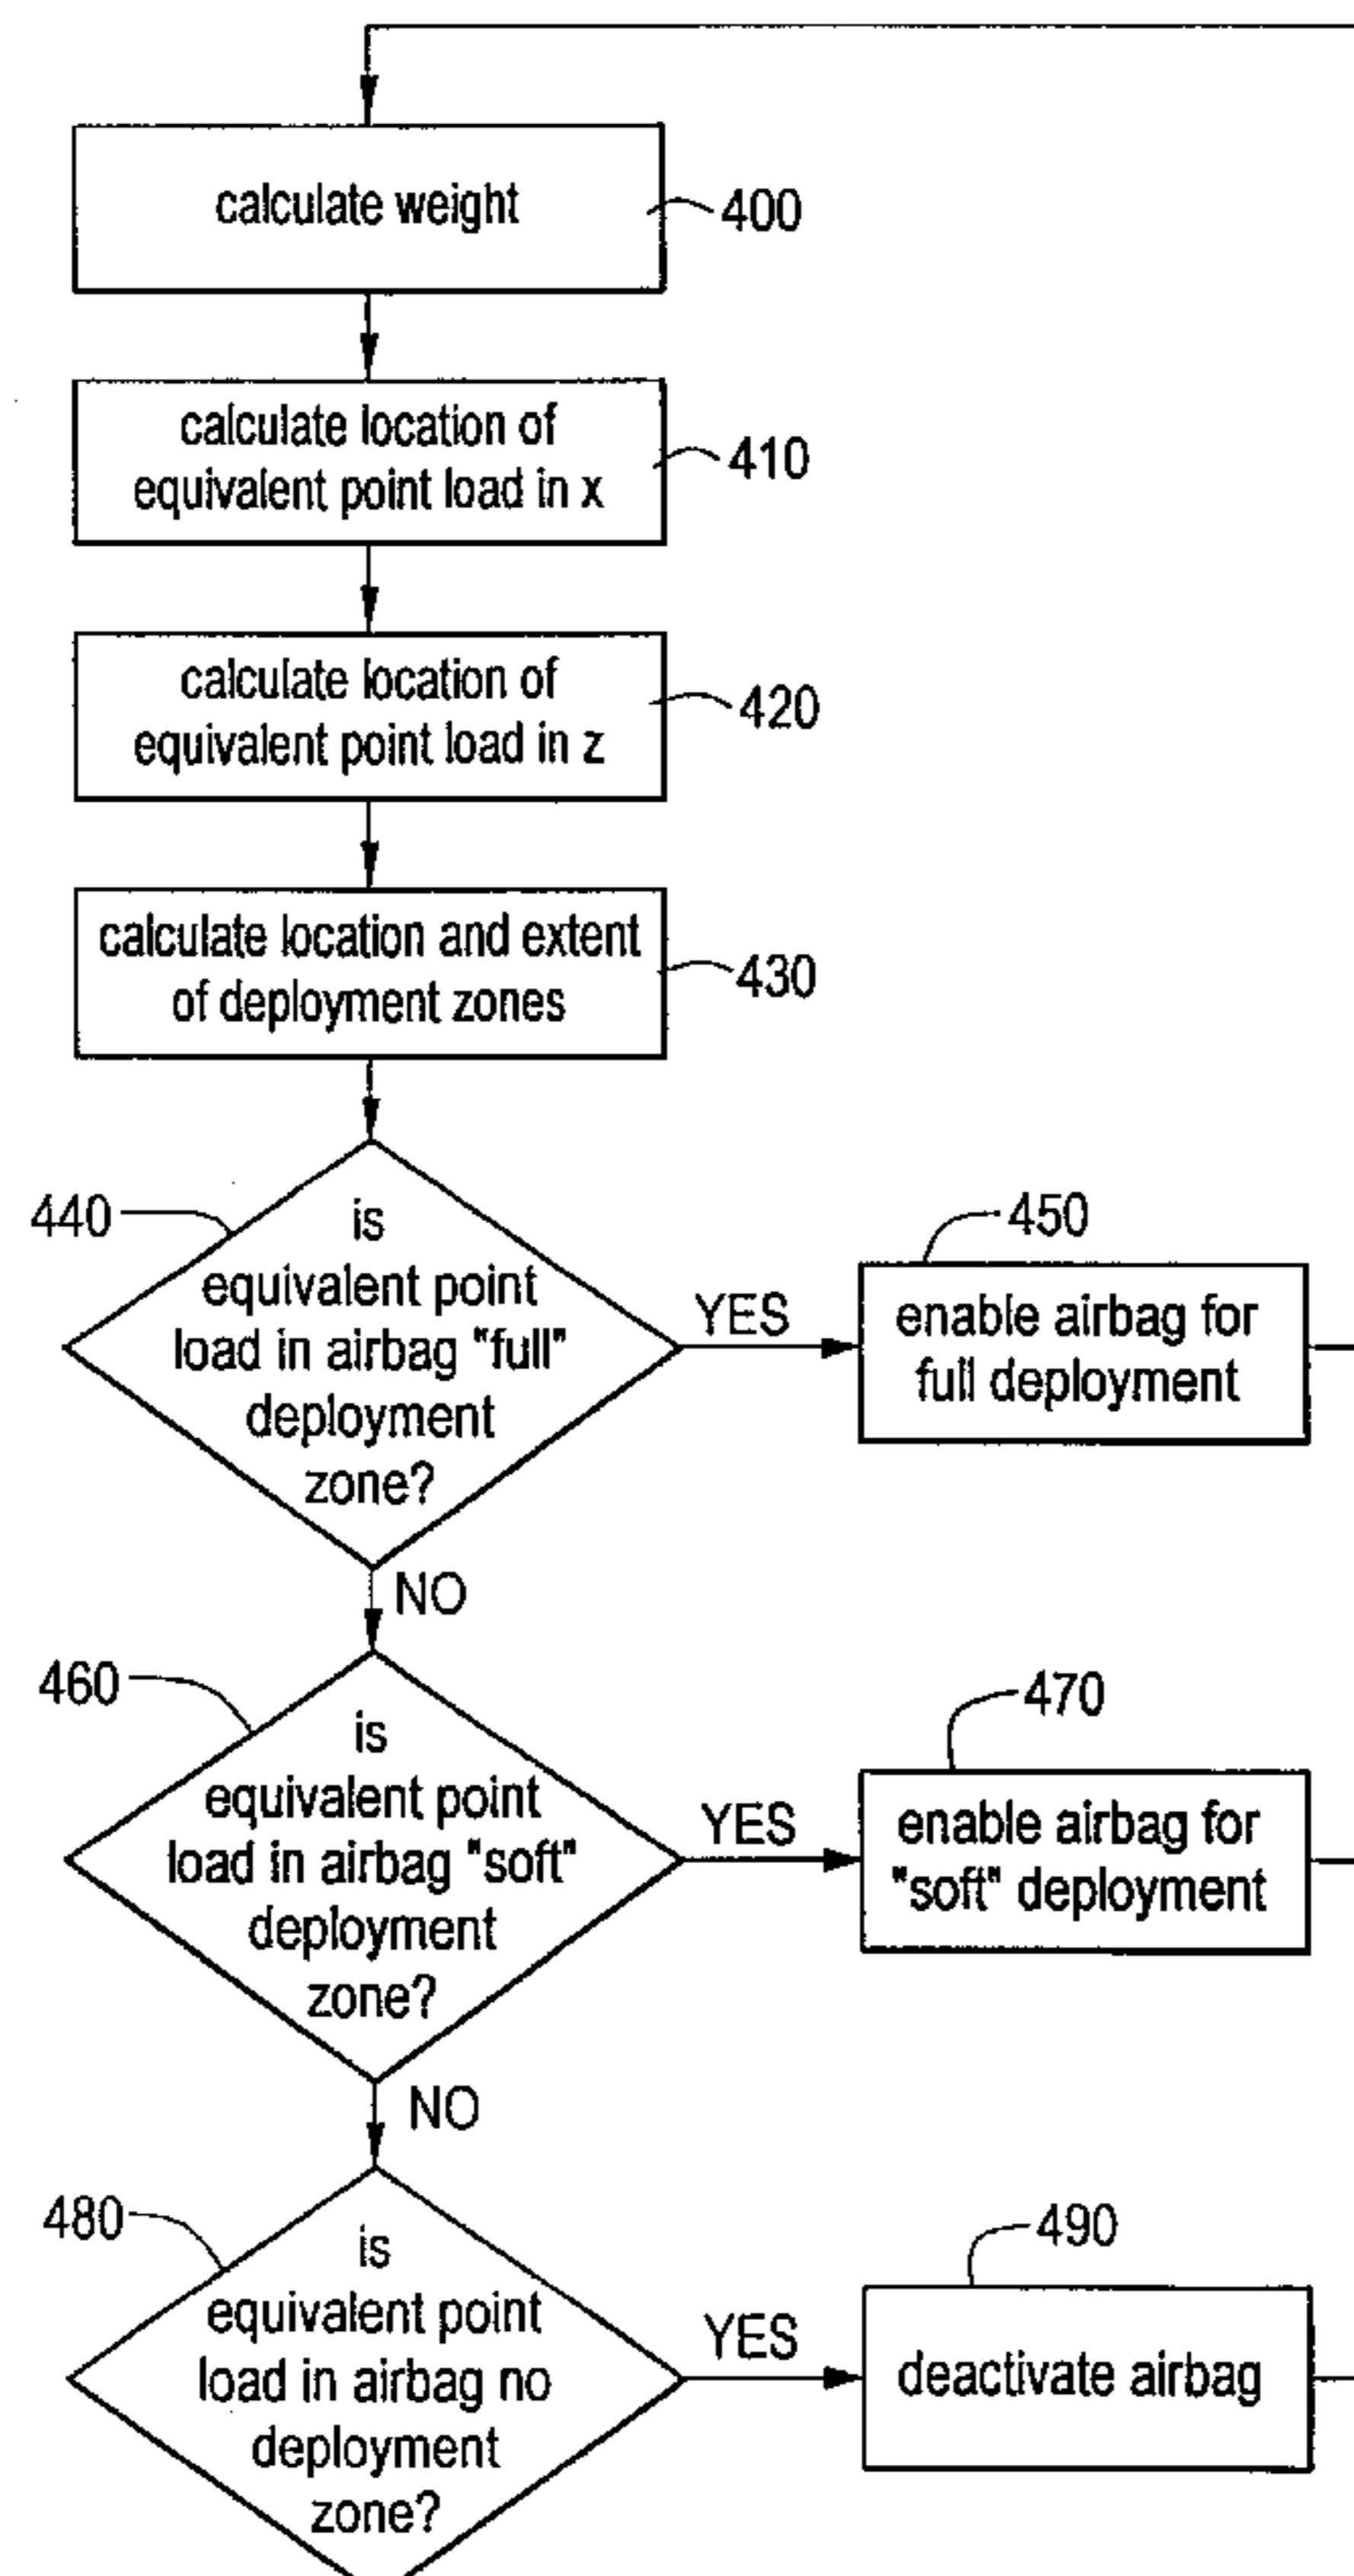 calculate weight
400
calculate location of
equivalent point load in x
410
calculate location of
equivalent point load in z
420
calculate location and extent
of deployment zones
430
440
is
equivalent point
load in airbag "full"
deployment
zone?
YES
450
enable airbag for
full deployment
NO
460
is
equivalent point
load in airbag "soft"
deployment
zone?
YES
470
enable airbag for
"soft" deployment
NO
480
is
equivalent point
load in airbag no
deployment
zone?
YES
490
deactivate airbag